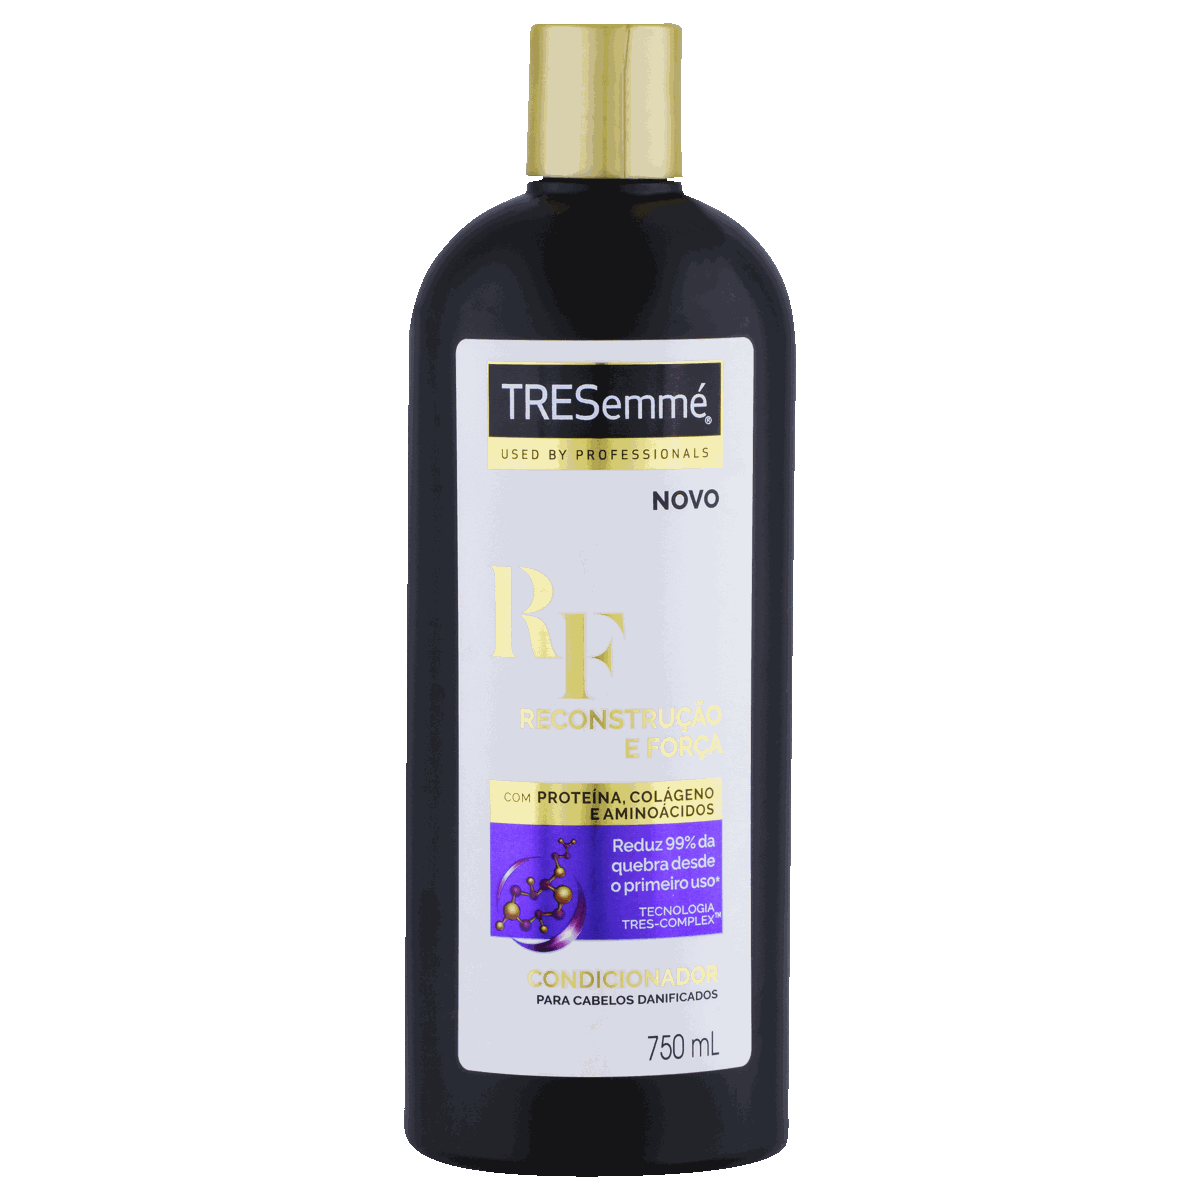 TRESemmé®
USED BY PROFESSIONALS
NOVO
RF
RECONSTRUÇÃO
E FORÇA
COM PROTEÍNA, COLÁGENO
E AMINOÁCIDOS
Reduz 99% da
quebra desde
o primeiro uso*
TECNOLOGIA
TRES-COMPLEX™
CONDICIONADOR
PARA CABELOS DANIFICADOS
750 mL